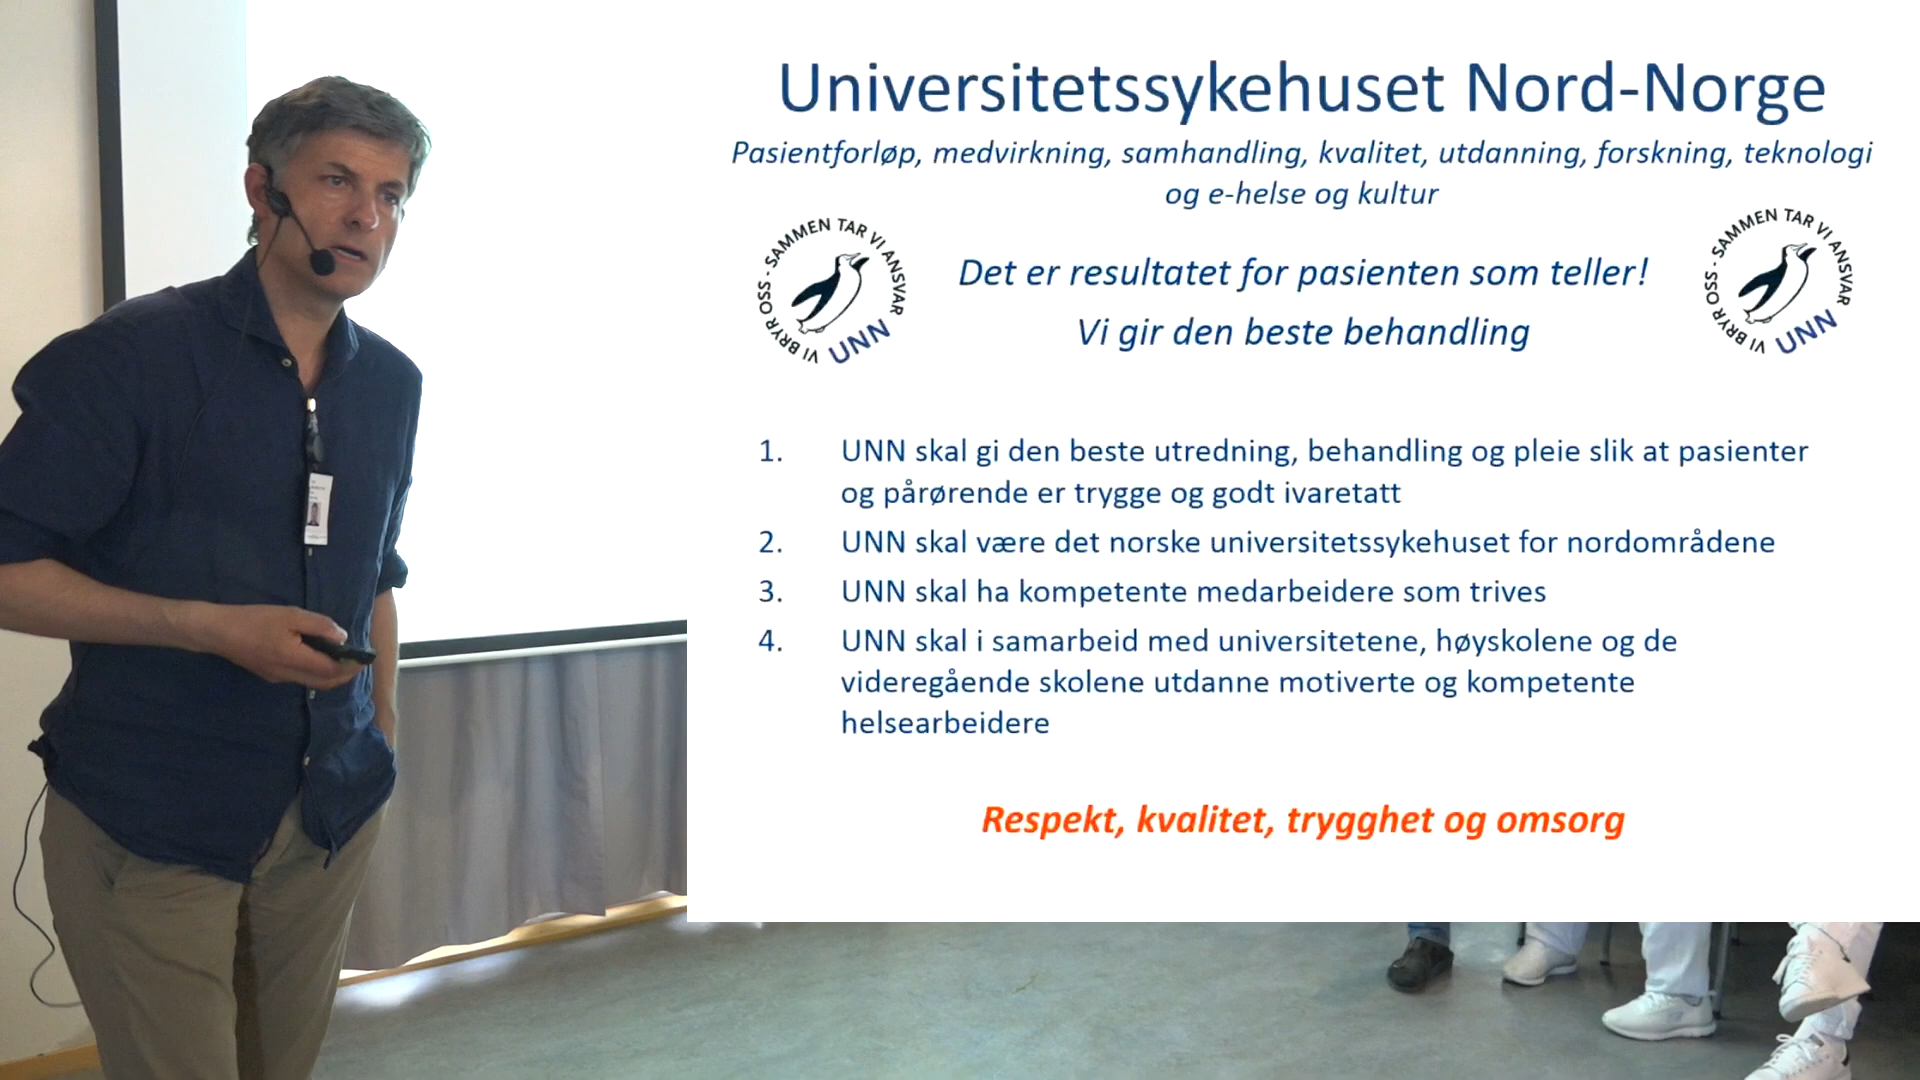 Universitetssykehuset Nord-Norge
Pasientforløp, medvirkning, samhandling, kvalitet, utdanning, forskning, teknologi
og e-helse og kultur
VI BRYR OSS - SAMMEN TAR VI ANSVAR
UNN
Det er resultatet for pasienten som teller!
Vi gir den beste behandling
VI BRYR OSS - SAMMEN TAR VI ANSVAR
UNN
1. UNN skal gi den beste utredning, behandling og pleie slik at pasienter
og pårørende er trygge og godt ivaretatt
2. UNN skal være det norske universitetssykehuset for nordområdene
3. UNN skal ha kompetente medarbeidere som trives
4. UNN skal i samarbeid med universitetene, høyskolene og de
videregående skolene utdanne motiverte og kompetente
helsearbeidere
Respekt, kvalitet, trygghet og omsorg